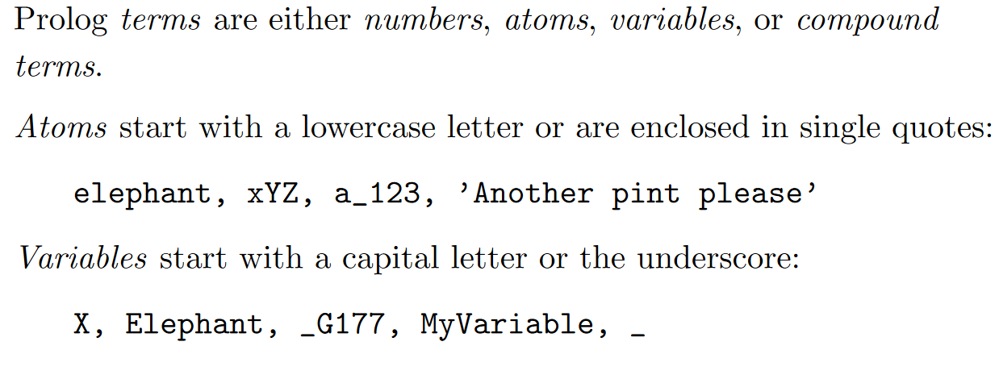 Prolog terms are either numbers, atoms, variables, or compound
terms.
Atoms start with a lowercase letter or are enclosed in single quotes:
elephant, xYZ, a_123, ’Another pint please’
Variables start with a capital letter or the underscore:
X, Elephant, _G177, MyVariable, _